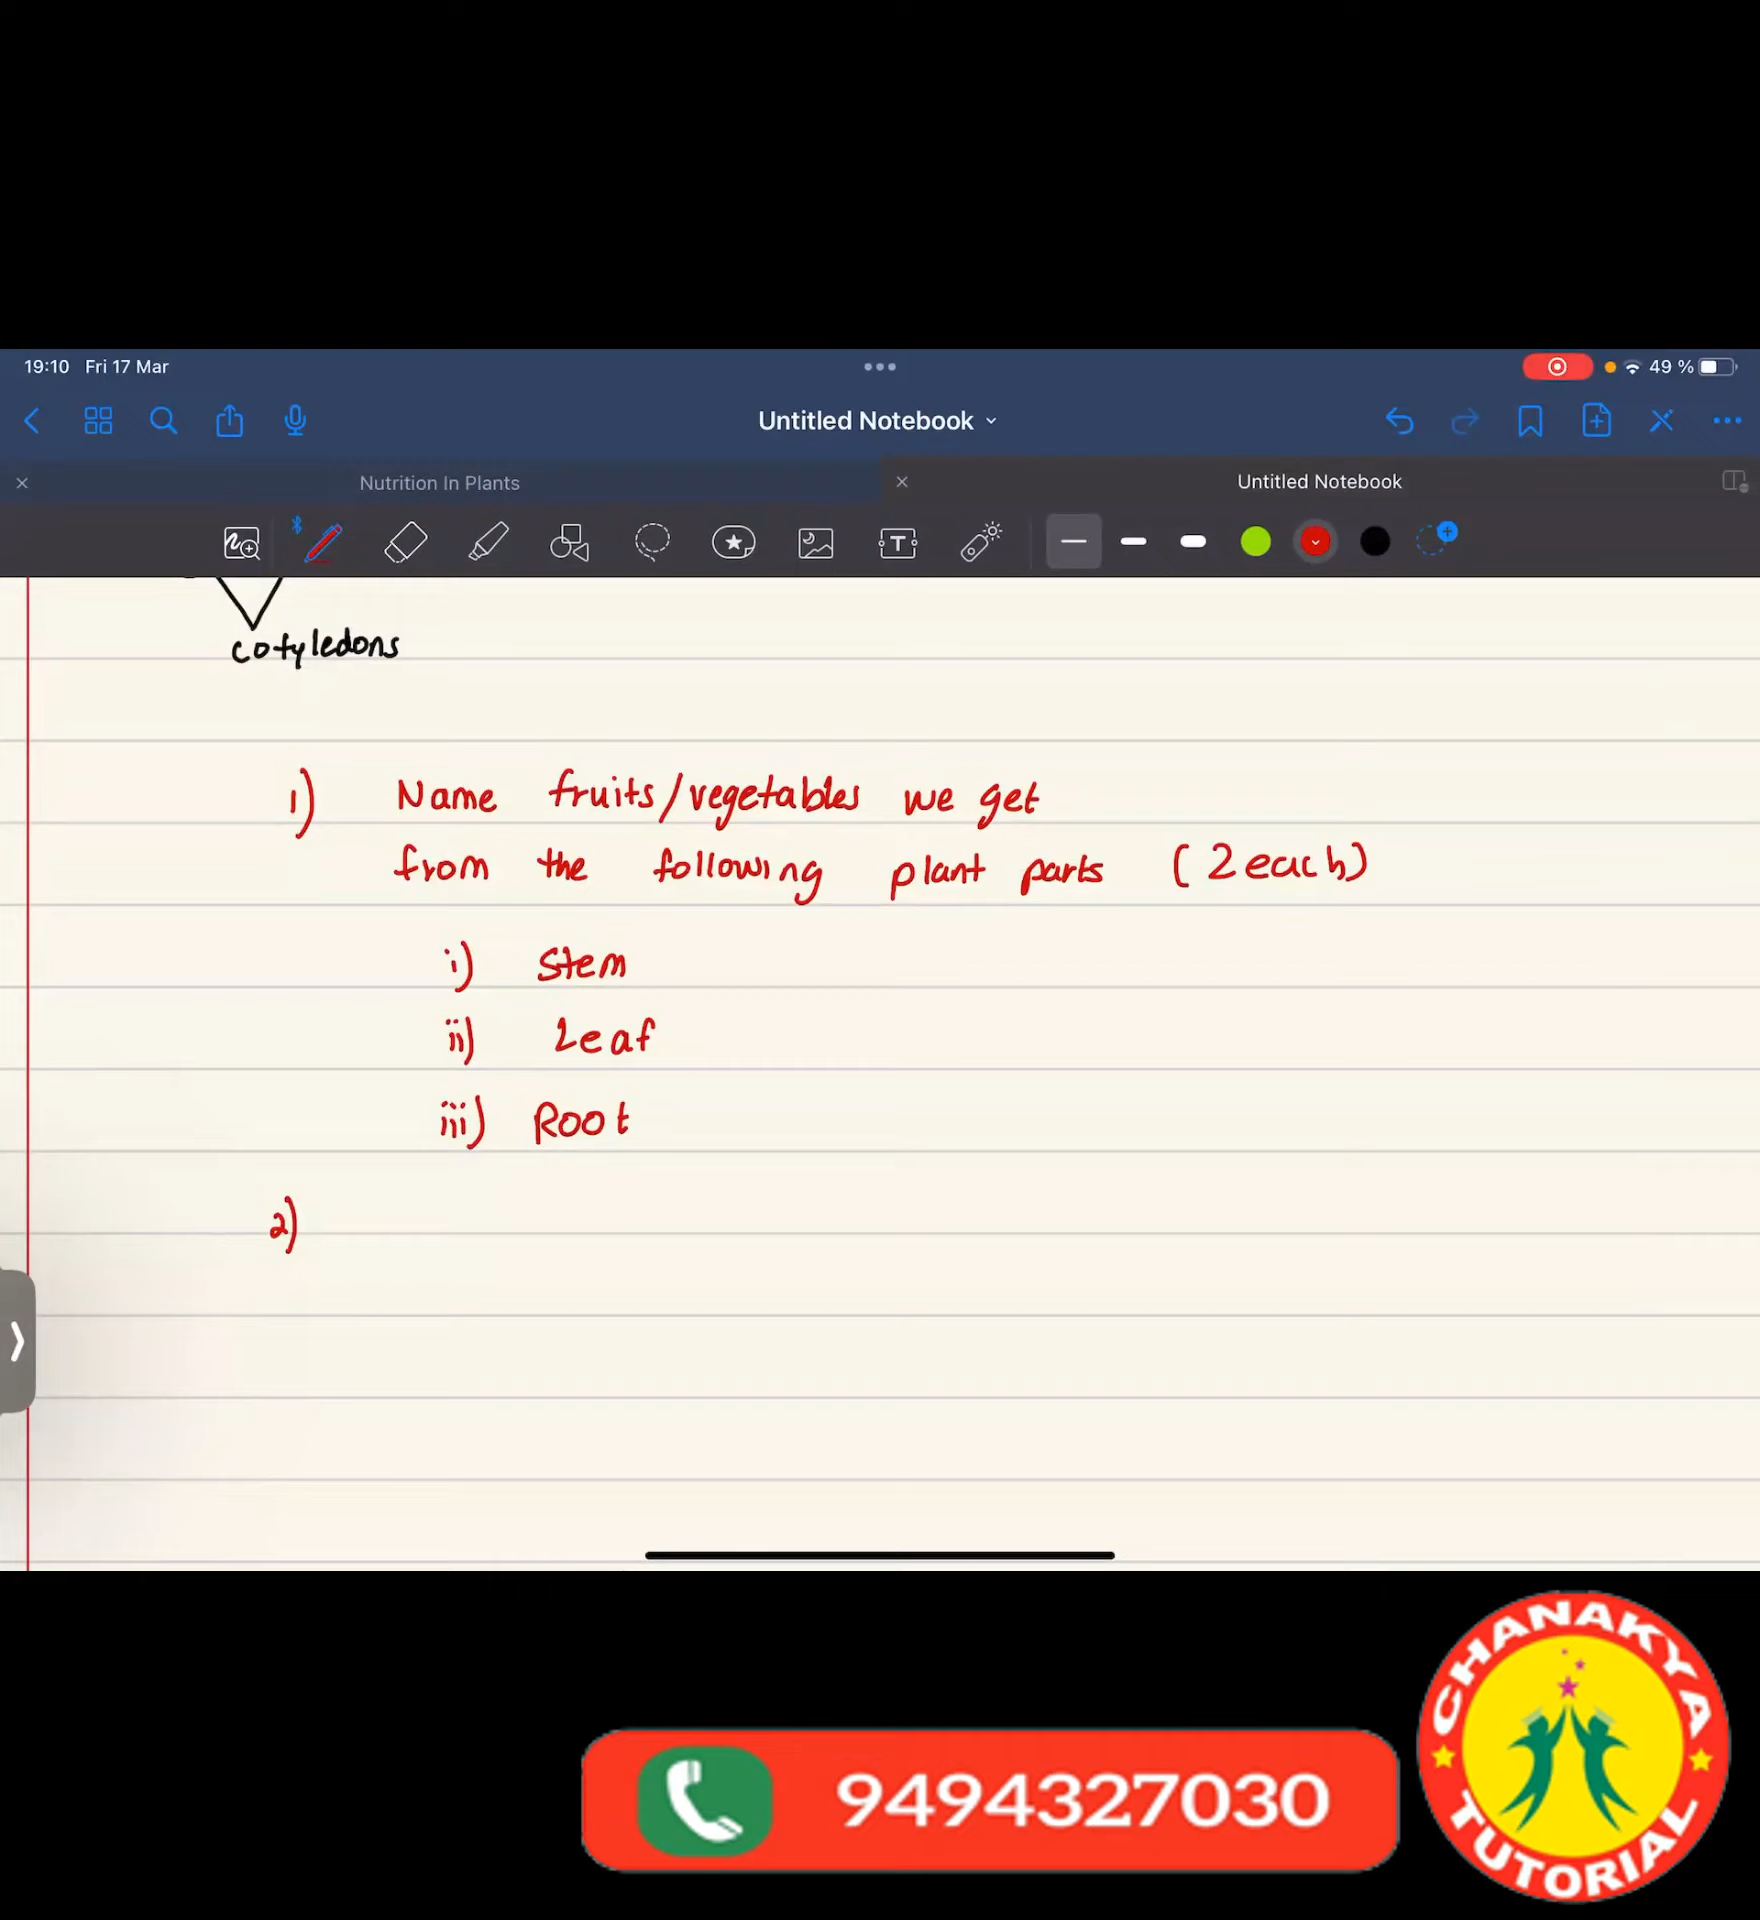 19:10 Fri 17 Mar
49 %
Untitled Notebook
Nutrition In Plants
Untitled Notebook
T
cotyledons
1) Name fruits/vegetables we get
from the following plant parts (2 each)
i) Stem
ii) Leaf
iii) Root
2)
9494327030
CHANAKYA
TUTORIAL